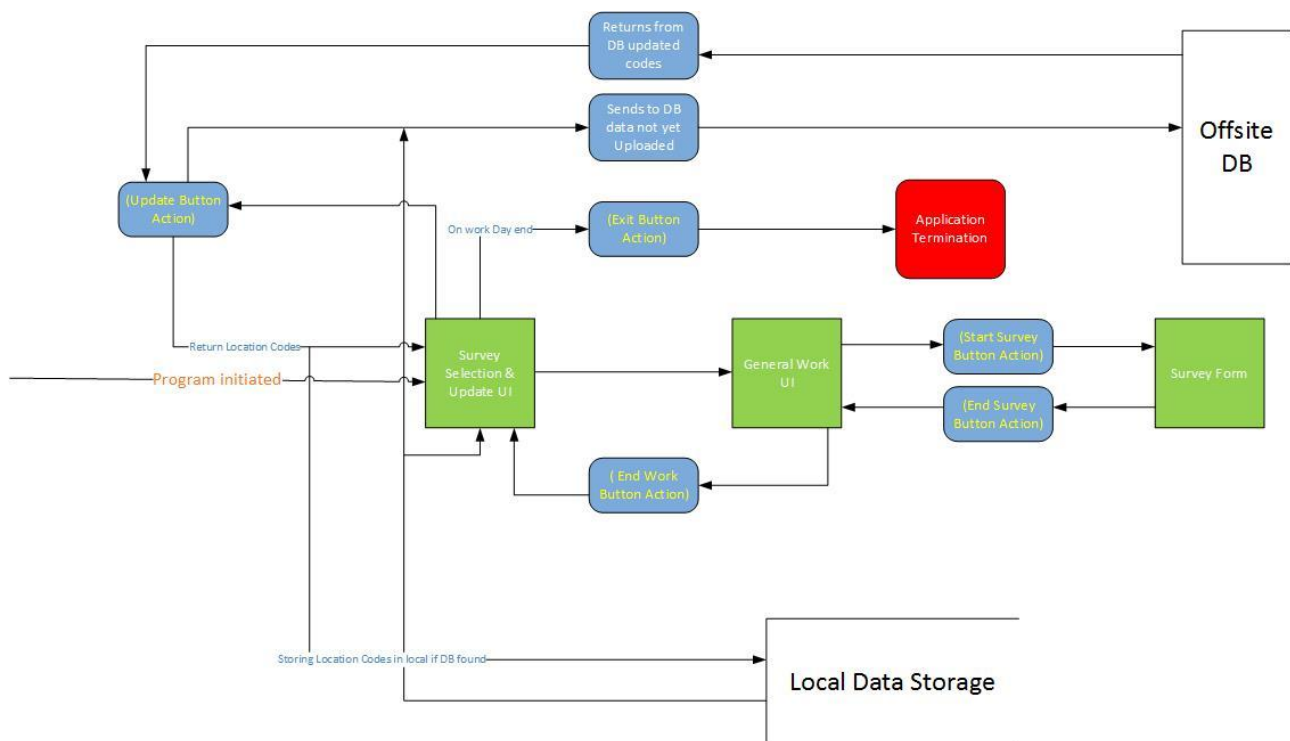 Returns from
DB updated
codes
Sends to DB
data not yet
Uploaded
Offsite
DB
(Update Button
Action)
On work Day end
(Exit Button
Action)
Application
Termination
Return Location Codes
Program initiated
Survey
Selection &
Update UI
General Work
UI
(Start Survey
Button Action)
Survey Form
(End Survey
Button Action)
( End Work
Button Action)
Storing Location Codes in local if DB found
Local Data Storage